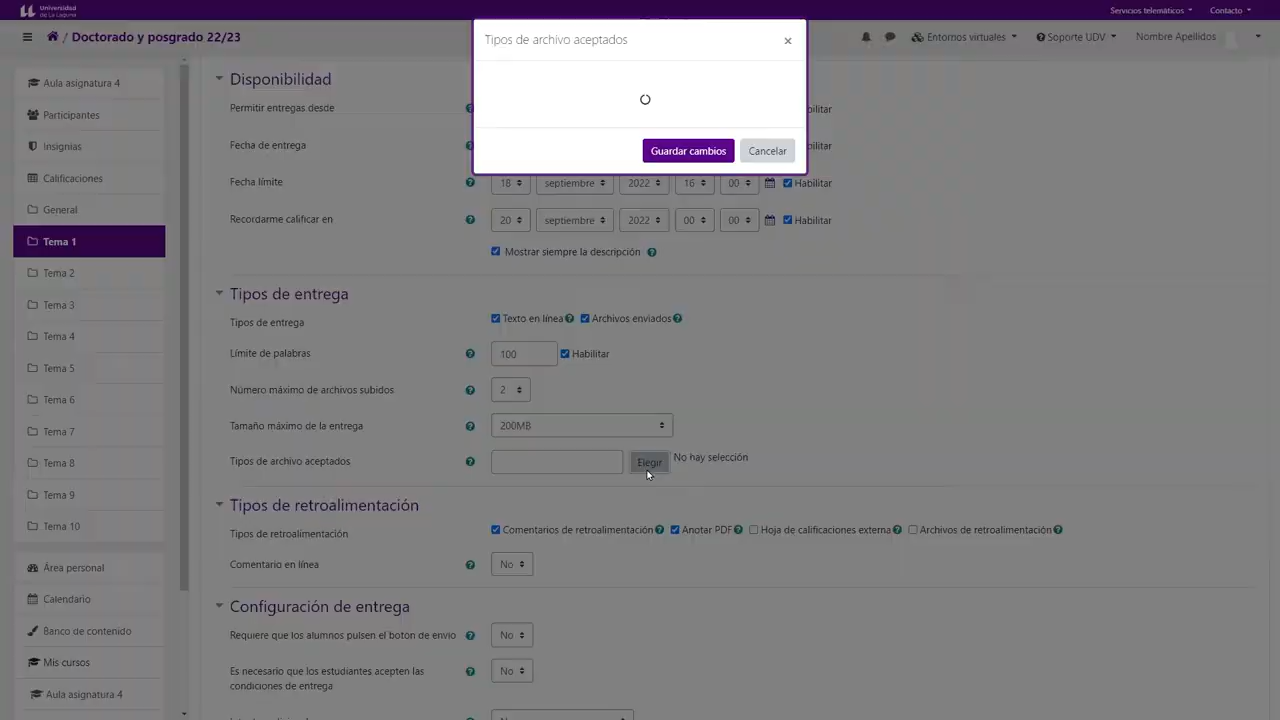 Universidad
de La Laguna
Servicios telemáticos
Contacto
/ Doctorado y posgrado 22/23
Entornos virtuales
Soporte UDV
Nombre Apellidos
Tipos de archivo aceptados
×
Guardar cambios
Cancelar
Aula asignatura 4
Participantes
Insignias
Calificaciones
General
Tema 1
Tema 2
Tema 3
Tema 4
Tema 5
Tema 6
Tema 7
Tema 8
Tema 9
Tema 10
Área personal
Calendario
Banco de contenido
Mis cursos
Aula asignatura 4
Disponibilidad
Permitir entregas desde
Fecha de entrega
Fecha límite 18 septiembre 2022 16 00 Habilitar
Recordarme calificar en 20 septiembre 2022 00 00 Habilitar
Mostrar siempre la descripción
Tipos de entrega
Tipos de entrega Texto en línea Archivos enviados
Límite de palabras 100 Habilitar
Número máximo de archivos subidos 2
Tamaño máximo de la entrega 200MB
Tipos de archivo aceptados Elegir No hay selección
Tipos de retroalimentación
Tipos de retroalimentación Comentarios de retroalimentación Anotar PDF Hoja de calificaciones externa Archivos de retroalimentación
Comentario en línea No
Configuración de entrega
Requiere que los alumnos pulsen el botón de envío No
Es necesario que los estudiantes acepten las No
condiciones de entrega